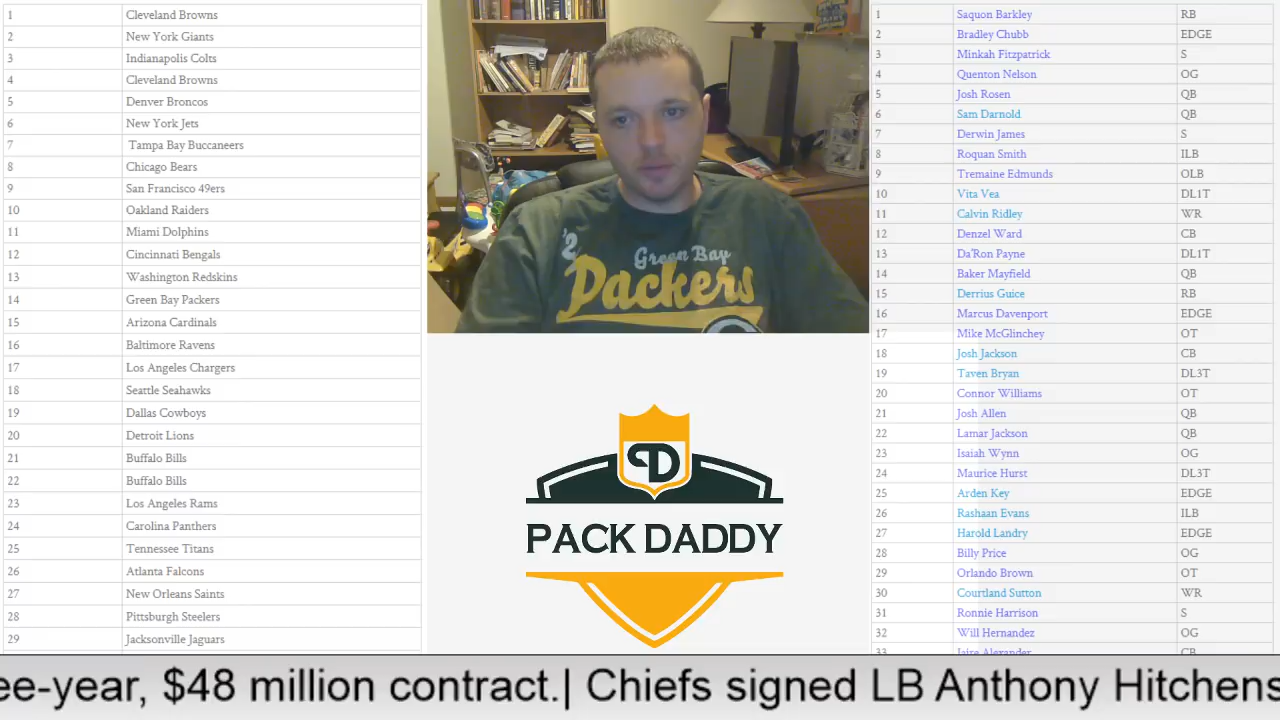 1 Cleveland Browns
2 New York Giants
3 Indianapolis Colts
4 Cleveland Browns
5 Denver Broncos
6 New York Jets
7 Tampa Bay Buccaneers
8 Chicago Bears
9 San Francisco 49ers
10 Oakland Raiders
11 Miami Dolphins
12 Cincinnati Bengals
13 Washington Redskins
14 Green Bay Packers
15 Arizona Cardinals
16 Baltimore Ravens
17 Los Angeles Chargers
18 Seattle Seahawks
19 Dallas Cowboys
20 Detroit Lions
21 Buffalo Bills
22 Buffalo Bills
23 Los Angeles Rams
24 Carolina Panthers
25 Tennessee Titans
26 Atlanta Falcons
27 New Orleans Saints
28 Pittsburgh Steelers
29 Jacksonville Jaguars
Green Bay
Packers
PD
PACK DADDY
1 Saquon Barkley RB
2 Bradley Chubb EDGE
3 Minkah Fitzpatrick S
4 Quenton Nelson OG
5 Josh Rosen QB
6 Sam Darnold QB
7 Derwin James S
8 Roquan Smith ILB
9 Tremaine Edmunds OLB
10 Vita Vea DL1T
11 Calvin Ridley WR
12 Denzel Ward CB
13 Da'Ron Payne DL1T
14 Baker Mayfield QB
15 Derrius Guice RB
16 Marcus Davenport EDGE
17 Mike McGlinchey OT
18 Josh Jackson CB
19 Taven Bryan DL3T
20 Connor Williams OT
21 Josh Allen QB
22 Lamar Jackson QB
23 Isaiah Wynn OG
24 Maurice Hurst DL3T
25 Arden Key EDGE
26 Rashaan Evans ILB
27 Harold Landry EDGE
28 Billy Price OG
29 Orlando Brown OT
30 Courtland Sutton WR
31 Ronnie Harrison S
32 Will Hernandez OG
33 Jaire Alexander CB
ee-year, $48 million contract.| Chiefs signed LB Anthony Hitchens